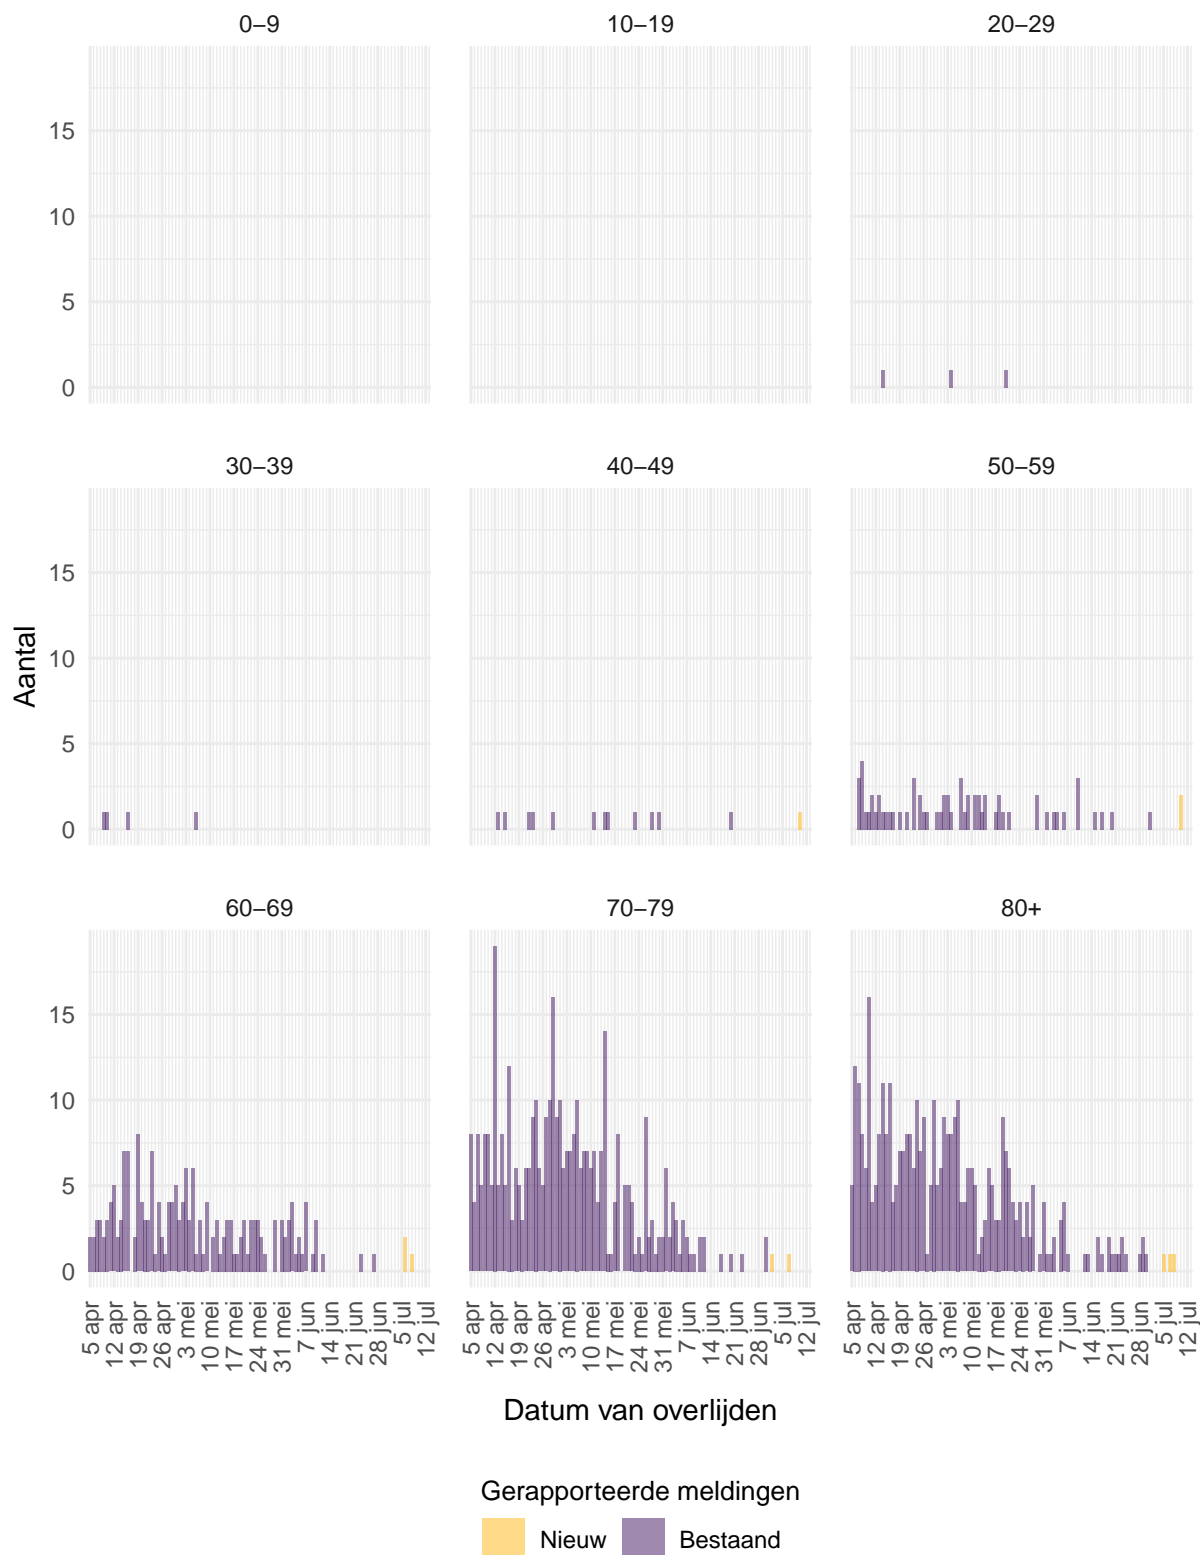 0–9 10–19 20–29
15
10
5
0
30–39 40–49 50–59
15
10
5
0
Aantal
60–69 70–79 80+
15
10
5
0
5 apr 12 apr 19 apr 26 apr 3 mei 10 mei 17 mei 24 mei 31 mei 7 jun 14 jun 21 jun 28 jun 5 jul 12 jul
5 apr 12 apr 19 apr 26 apr 3 mei 10 mei 17 mei 24 mei 31 mei 7 jun 14 jun 21 jun 28 jun 5 jul 12 jul
5 apr 12 apr 19 apr 26 apr 3 mei 10 mei 17 mei 24 mei 31 mei 7 jun 14 jun 21 jun 28 jun 5 jul 12 jul
Datum van overlijden
Gerapporteerde meldingen
Nieuw Bestaand